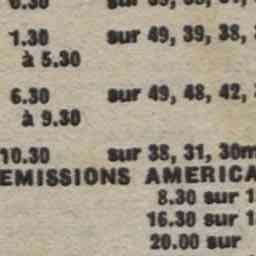 sur 49, 39, 38,
1.30
à 5.30
6.30 sur 49, 48, 42,
à 9.30
10.30 sur 38, 31, 30m
EMISSIONS AMERICA
8.30 sur 1
16.30 sur 1
20.00 sur